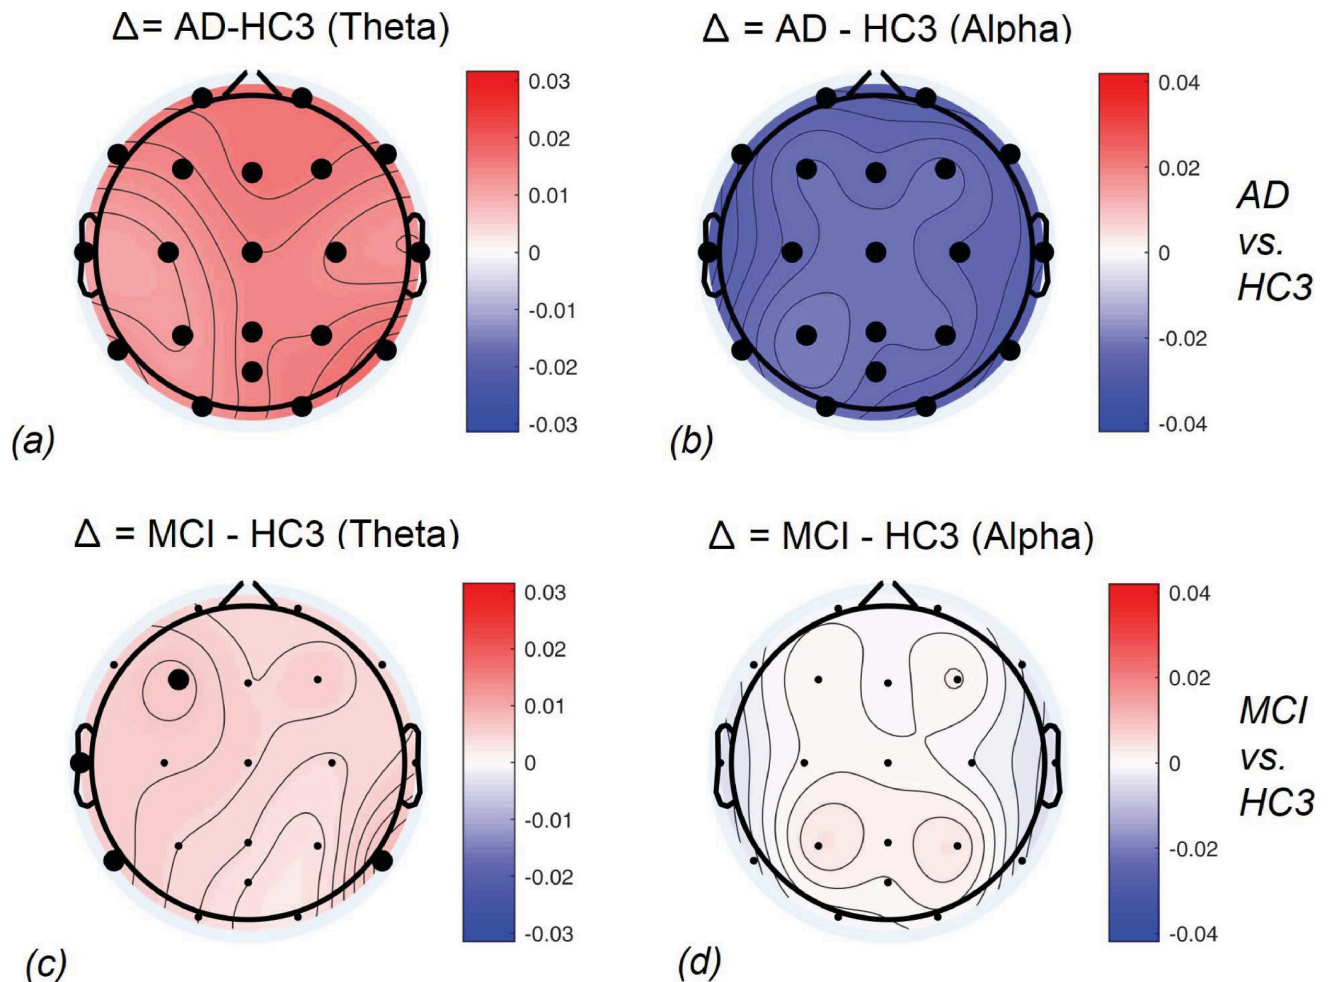 Δ= AD-HC3 (Theta)
Δ = AD - HC3 (Alpha)
0.03
0.02
0.01
0
-0.01
-0.02
-0.03
0.04
0.02
0
-0.02
-0.04
AD
vs.
HC3
(a)
(b)
Δ = MCI - HC3 (Theta)
Δ = MCI - HC3 (Alpha)
0.03
0.02
0.01
0
-0.01
-0.02
-0.03
0.04
0.02
0
-0.02
-0.04
MCI
vs.
HC3
(c)
(d)